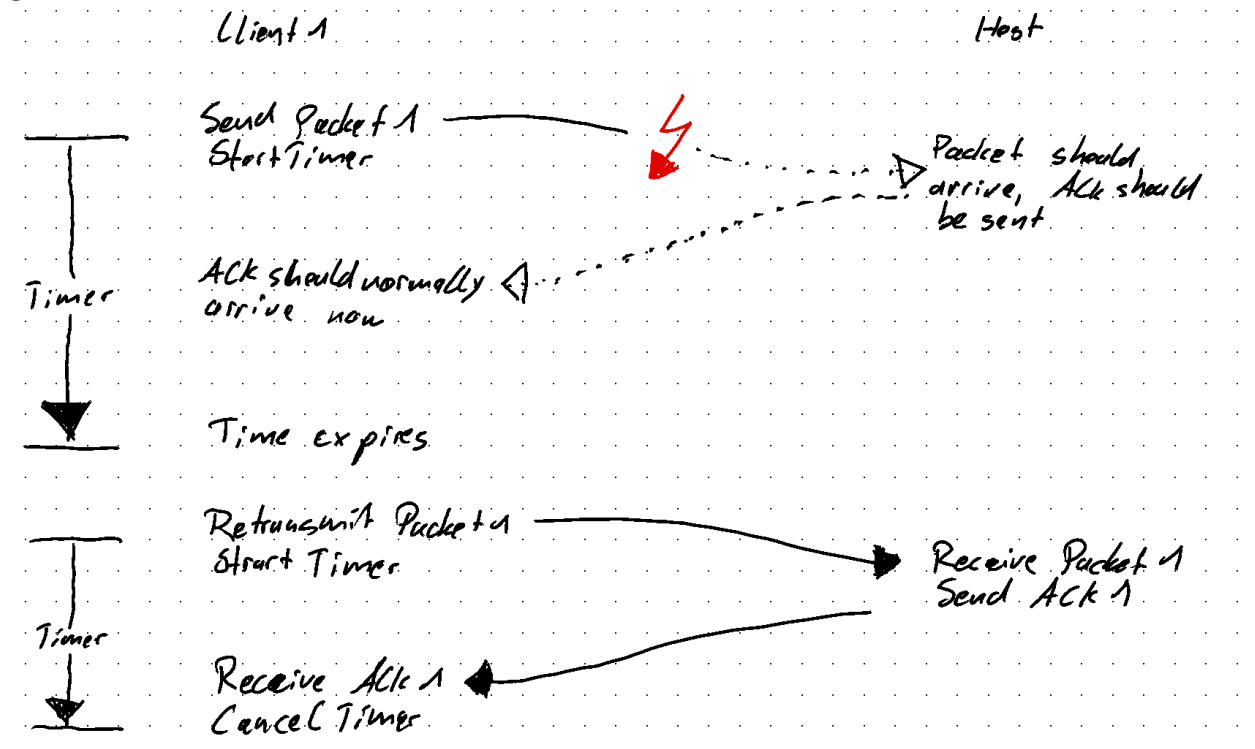 Client 1
Host
Send Packet 1
Start Timer
Packet should
arrive, ACK should
be sent
ACK should normally
arrive now
Timer
Time expires
Retransmit Packet 1
Start Timer
Receive Packet 1
Send ACK 1
Timer
Receive ACK 1
Cancel Timer